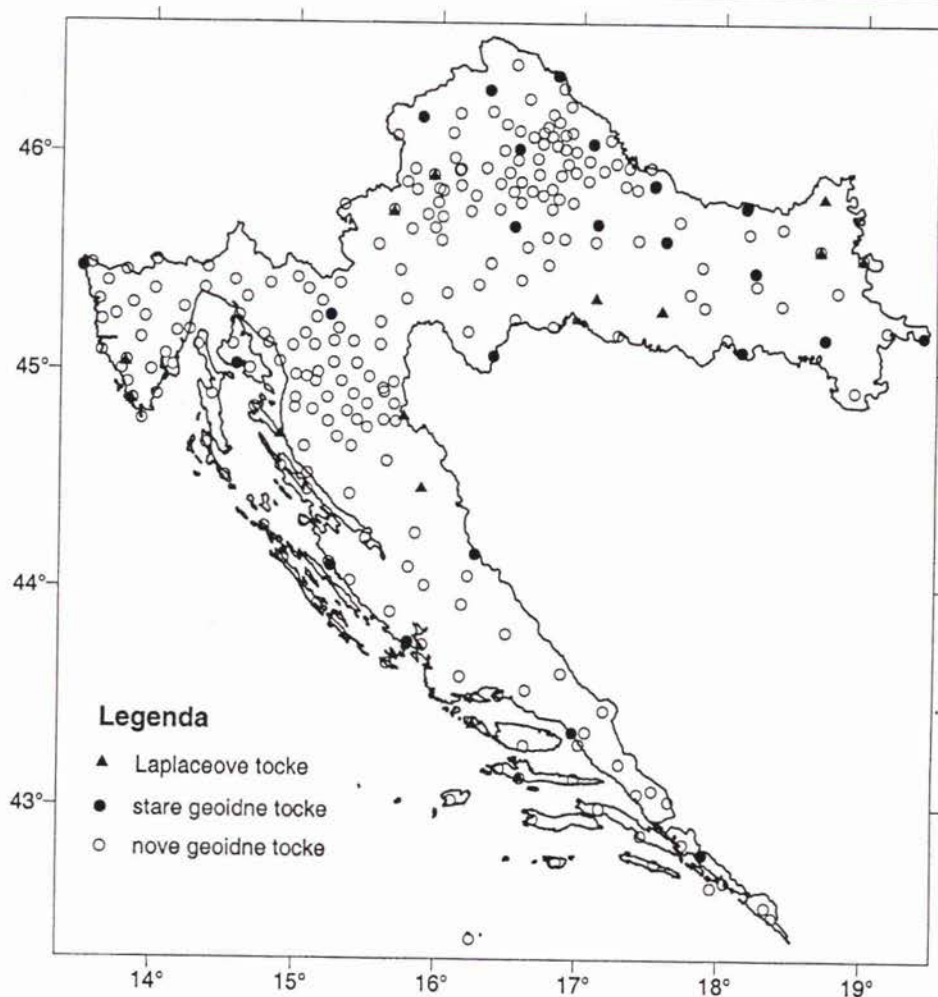 46°
45°
44°
43°
Legenda
Laplaceove tocke
stare geoidne tocke
nove geoidne tocke
14° 15° 16° 17° 18° 19°